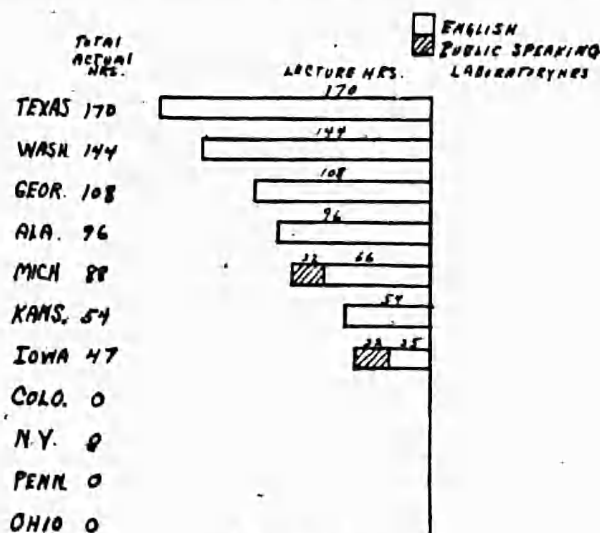 ENGLISH
PUBLIC SPEAKING
LABORATORY HRS
TOTAL
ACTUAL
HRS.
LECTURE HRS.
170
TEXAS 170
144
WASH 144
108
GEOR. 108
96
ALA. 96
22 66
MICH 88
54
KANS. 54
22 25
IOWA 47
COLO. 0
N.Y. 0
PENN. 0
OHIO 0